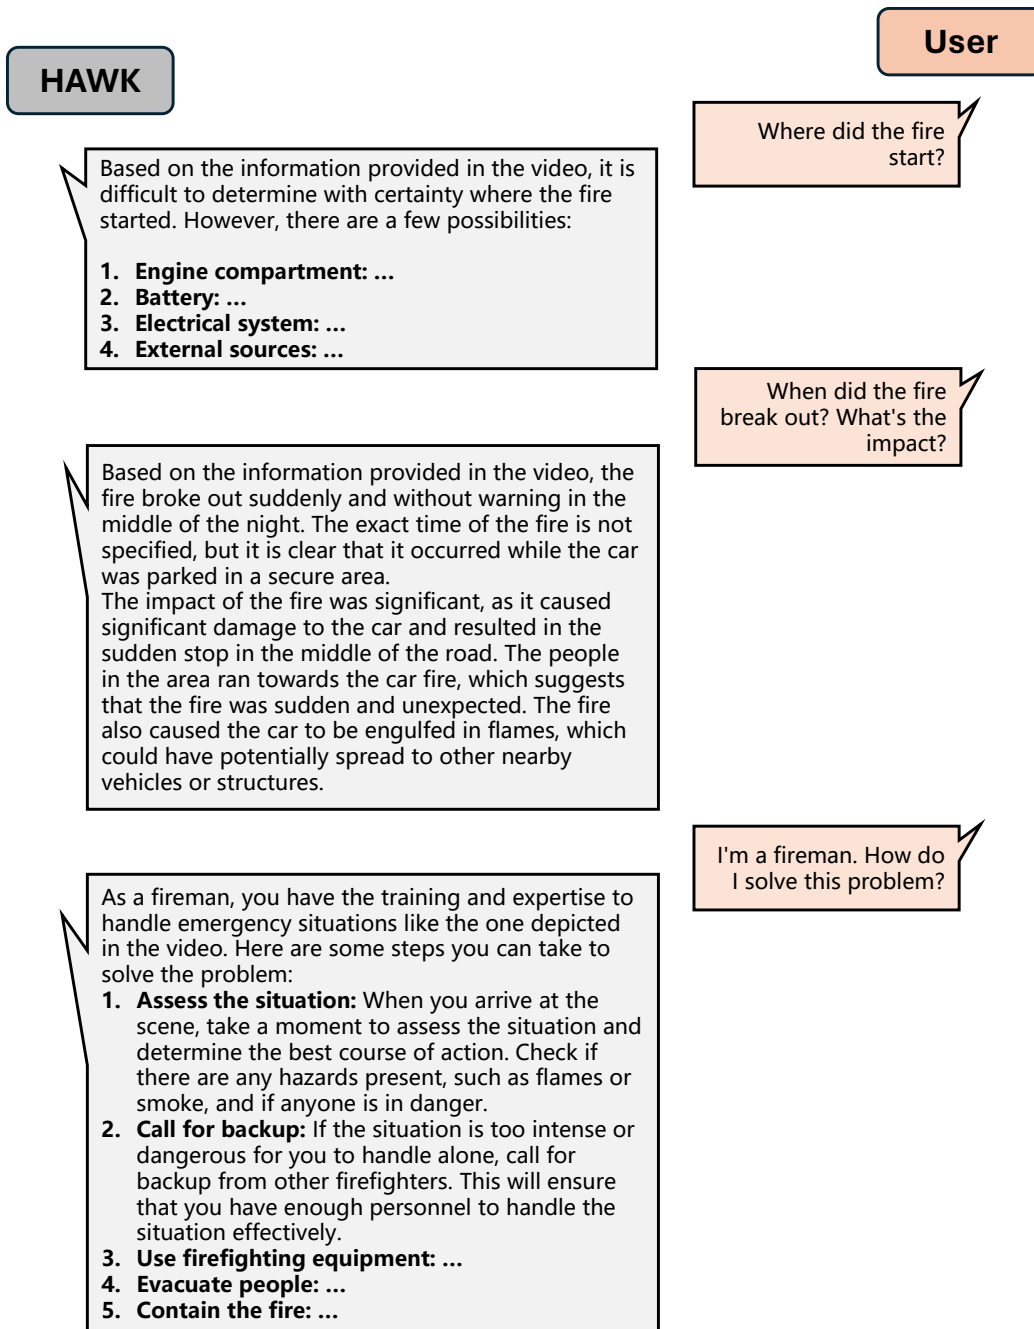 User
HAWK
Where did the fire
start?
Based on the information provided in the video, it is
difficult to determine with certainty where the fire
started. However, there are a few possibilities:
1. Engine compartment: ...
2. Battery: ...
3. Electrical system: ...
4. External sources: ...
When did the fire
break out? What's the
impact?
Based on the information provided in the video, the
fire broke out suddenly and without warning in the
middle of the night. The exact time of the fire is not
specified, but it is clear that it occurred while the car
was parked in a secure area.
The impact of the fire was significant, as it caused
significant damage to the car and resulted in the
sudden stop in the middle of the road. The people
in the area ran towards the car fire, which suggests
that the fire was sudden and unexpected. The fire
also caused the car to be engulfed in flames, which
could have potentially spread to other nearby
vehicles or structures.
I'm a fireman. How do
I solve this problem?
As a fireman, you have the training and expertise to
handle emergency situations like the one depicted
in the video. Here are some steps you can take to
solve the problem:
1. Assess the situation: When you arrive at the
scene, take a moment to assess the situation and
determine the best course of action. Check if
there are any hazards present, such as flames or
smoke, and if anyone is in danger.
2. Call for backup: If the situation is too intense or
dangerous for you to handle alone, call for
backup from other firefighters. This will ensure
that you have enough personnel to handle the
situation effectively.
3. Use firefighting equipment: ...
4. Evacuate people: ...
5. Contain the fire: ...